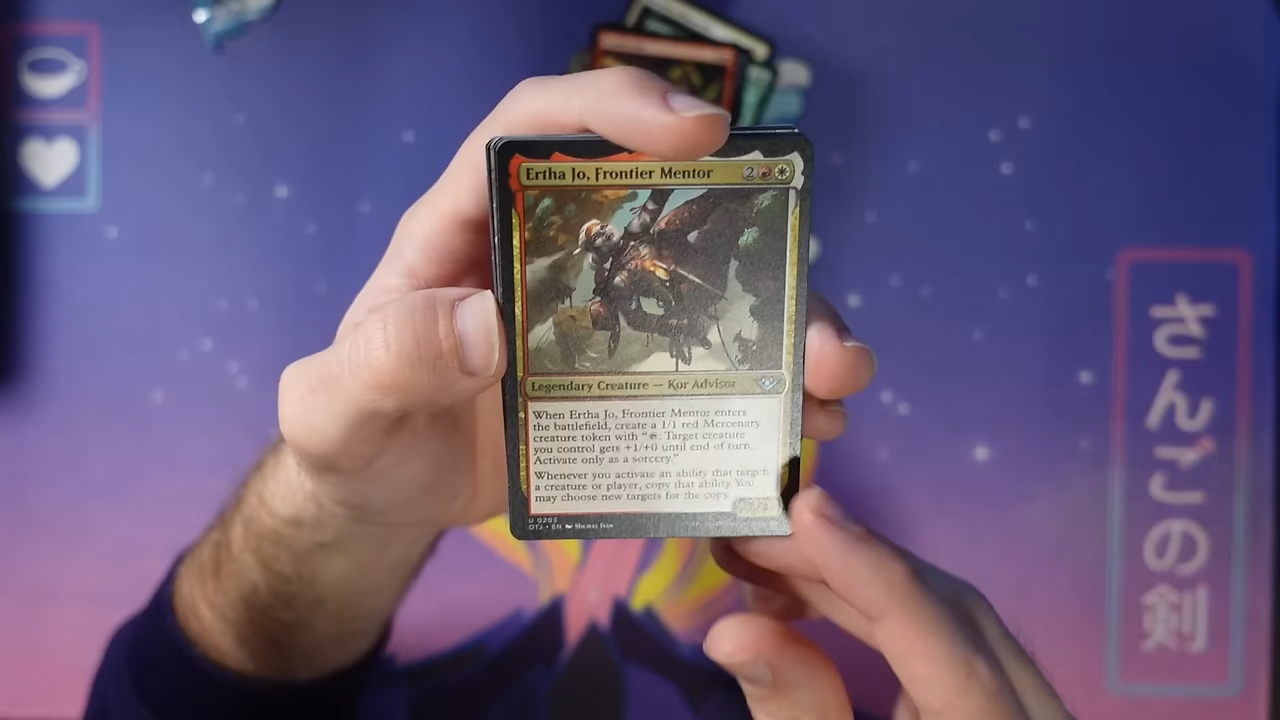 Ertha Jo, Frontier Mentor 2
Legendary Creature — Kor Advisor
When Ertha Jo, Frontier Mentor enters
the battlefield, create a 1/1 red Mercenary
creature token with “: Target creature
you control gets +1/+0 until end of turn.
Activate only as a sorcery.”
Whenever you activate an ability that targets
a creature or player, copy that ability. You
may choose new targets for the copy.
U 0203
OTJ • EN
さんごの剣